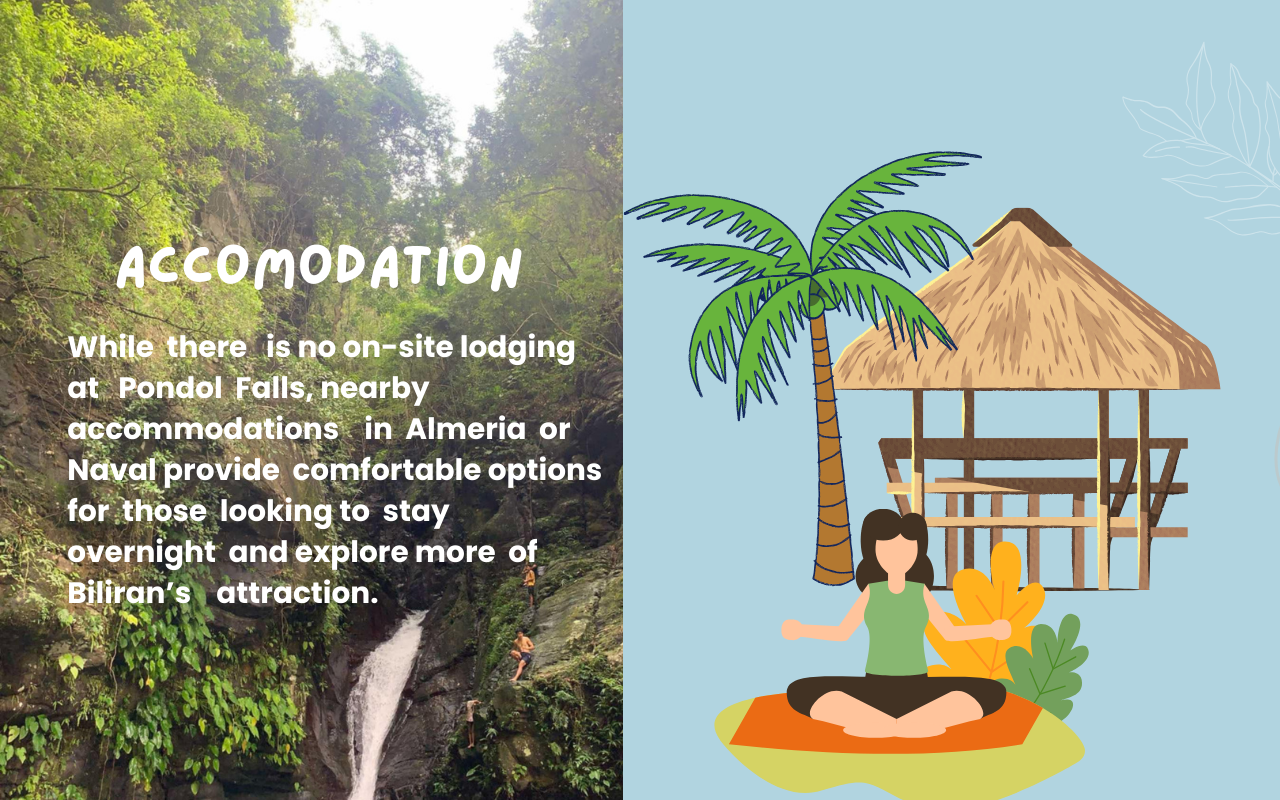 ACCOMODATION
While there is no on-site lodging
at Pondol Falls, nearby
accommodations in Almeria or
Naval provide comfortable options
for those looking to stay
overnight and explore more of
Biliran's attraction.